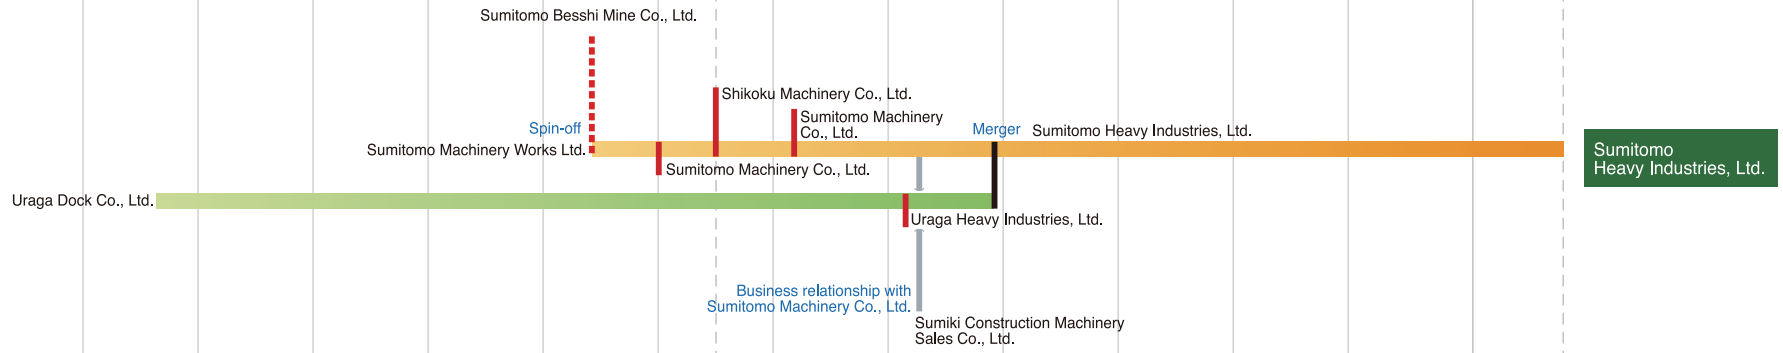 Sumitomo Besshi Mine Co., Ltd.
Shikoku Machinery Co., Ltd.
Sumitomo Machinery
Co., Ltd.
Spin-off
Merger
Sumitomo Heavy Industries, Ltd.
Sumitomo Machinery Works Ltd.
Sumitomo
Heavy Industries, Ltd.
Sumitomo Machinery Co., Ltd.
Uraga Dock Co., Ltd.
Uraga Heavy Industries, Ltd.
Business relationship with
Sumitomo Machinery Co., Ltd.
Sumiki Construction Machinery
Sales Co., Ltd.